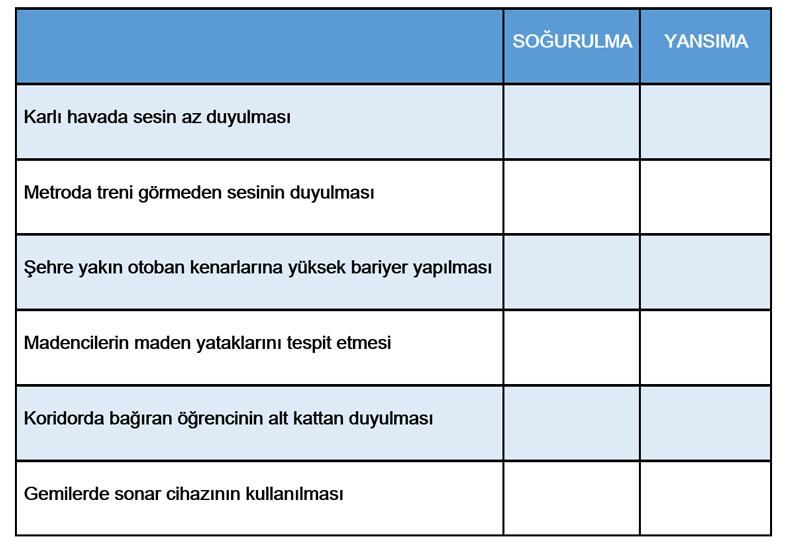 SOĞURULMA YANSIMA
Karlı havada sesin az duyulması
Metroda treni görmeden sesinin duyulması
Şehre yakın otoban kenarlarına yüksek bariyer yapılması
Madencilerin maden yataklarını tespit etmesi
Koridorda bağıran öğrencinin alt kattan duyulması
Gemilerde sonar cihazının kullanılması